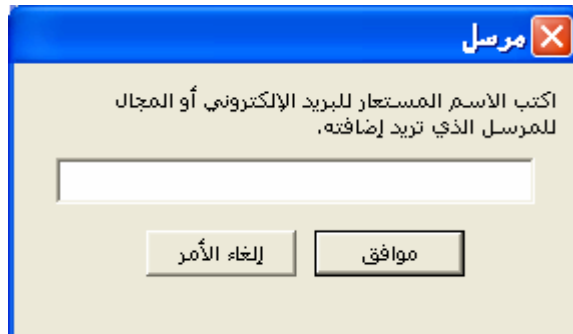 مرسل
اكتب الاسم المستعار للبريد الإلكتروني أو المجال
للمرسل الذي تريد إضافته.
موافق
إلغاء الأمر